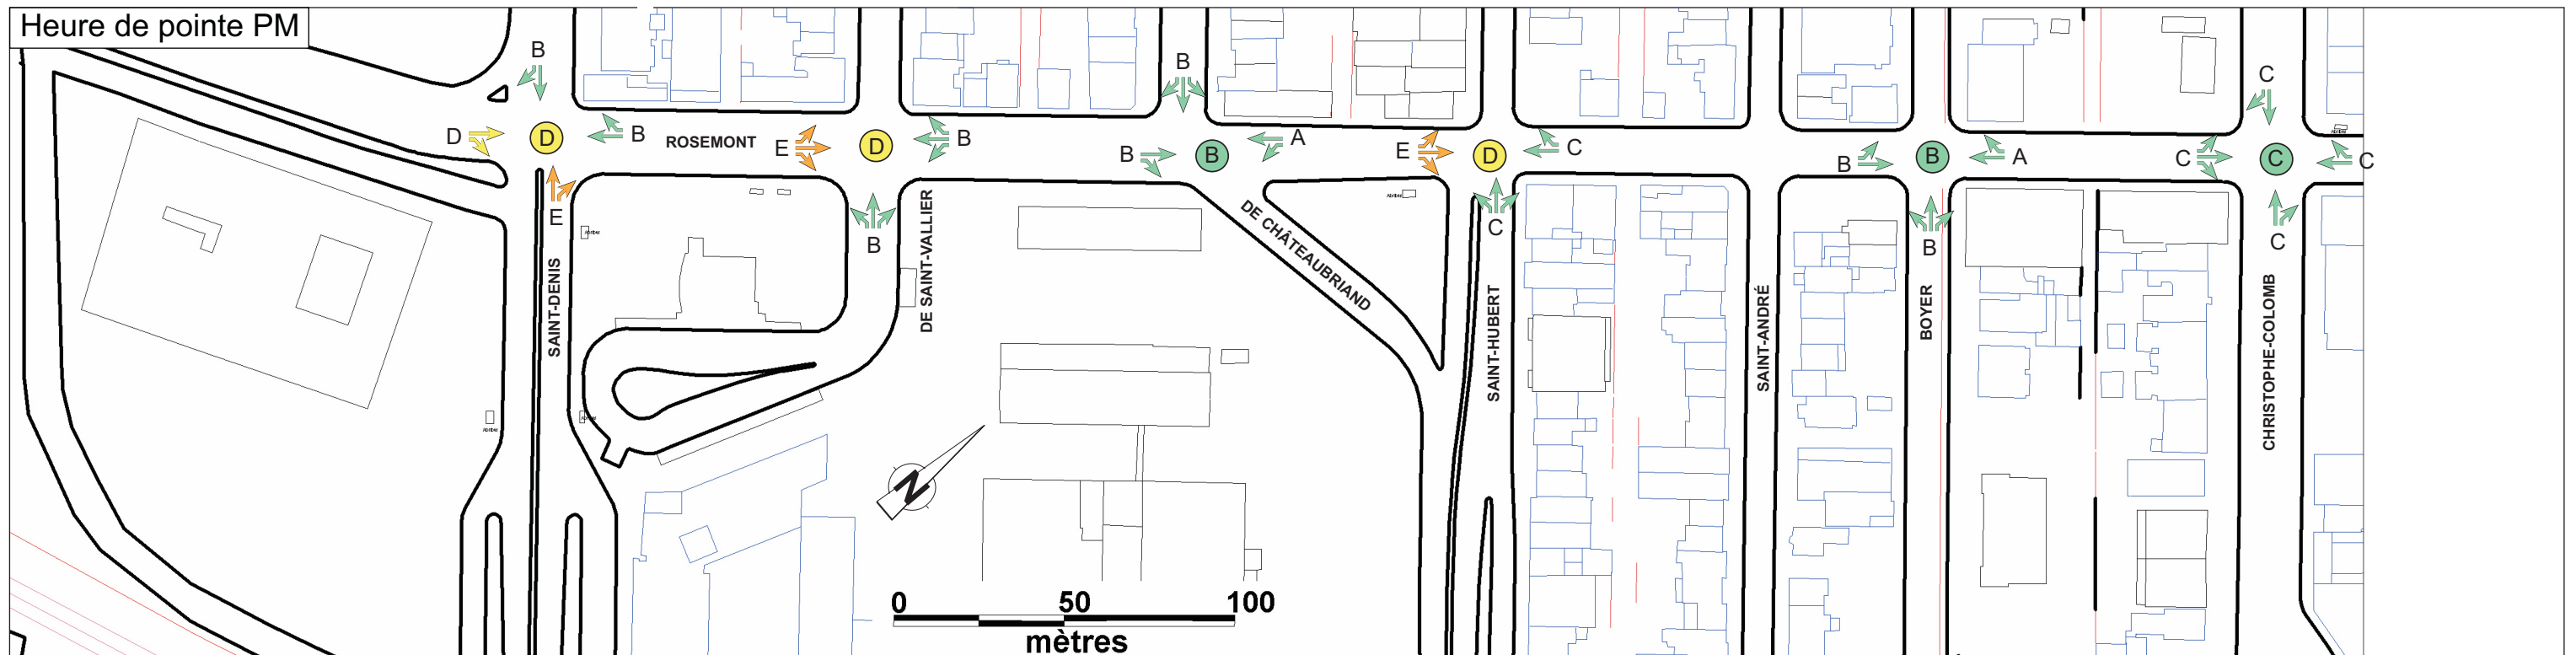 Heure de pointe PM
B
B
C
D
D
B
ROSEMONT
E
D
B
B
B
A
E
D
C
B
B
A
C
C
C
E
B
C
B
C
SAINT-DENIS
DE SAINT-VALLIER
DE CHÂTEAUBRIAND
SAINT-HUBERT
SAINT-ANDRÉ
BOYER
CHRISTOPHE-COLOMB
N
0 50 100
mètres